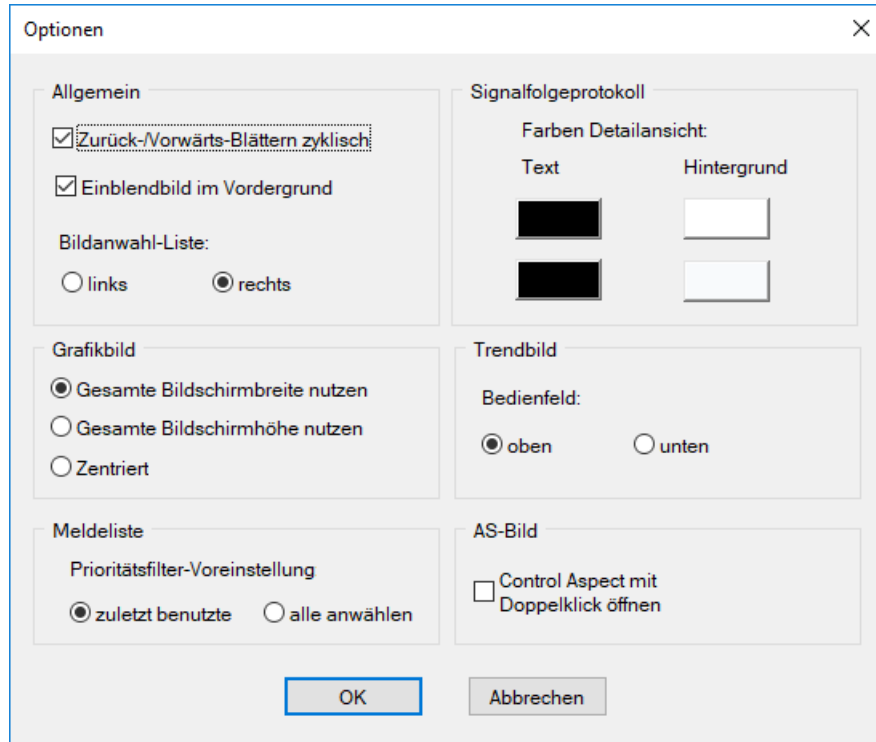 Optionen
Allgemein
Zurück-/Vorwärts-Blättern zyklisch
Einblendbild im Vordergrund
Bildanwahl-Liste:
links rechts
Signalfolgeprotokoll
Farben Detailansicht:
Text Hintergrund
Grafikbild
Gesamte Bildschirmbreite nutzen
Gesamte Bildschirmhöhe nutzen
Zentriert
Trendbild
Bedienfeld:
oben unten
Meldeliste
Prioritätsfilter-Voreinstellung
zuletzt benutzte alle anwählen
AS-Bild
Control Aspect mit
Doppelklick öffnen
OK Abbrechen